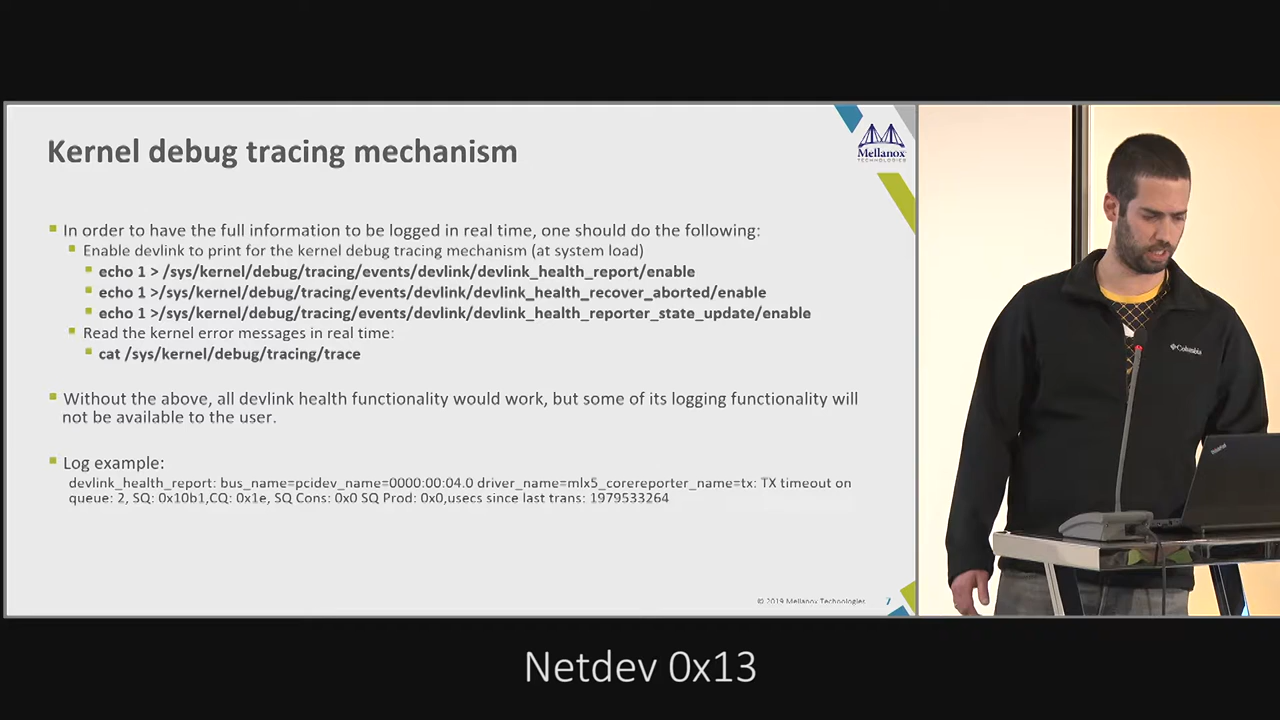 Kernel debug tracing mechanism
Mellanox
TECHNOLOGIES
In order to have the full information to be logged in real time, one should do the following:
Enable devlink to print for the kernel debug tracing mechanism (at system load)
echo 1 > /sys/kernel/debug/tracing/events/devlink/devlink_health_report/enable
echo 1 >/sys/kernel/debug/tracing/events/devlink/devlink_health_recover_aborted/enable
echo 1 >/sys/kernel/debug/tracing/events/devlink/devlink_health_reporter_state_update/enable
Read the kernel error messages in real time:
cat /sys/kernel/debug/tracing/trace
Without the above, all devlink health functionality would work, but some of its logging functionality will
not be available to the user.
Log example:
devlink_health_report: bus_name=pcidev_name=0000:00:04.0 driver_name=mlx5_corereporter_name=tx: TX timeout on
queue: 2, SQ: 0x10b1,CQ: 0x1e, SQ Cons: 0x0 SQ Prod: 0x0,usecs since last trans: 1979533264
© 2019 Mellanox Technologies
7
Columbia
ThinkPad
Netdev 0x13